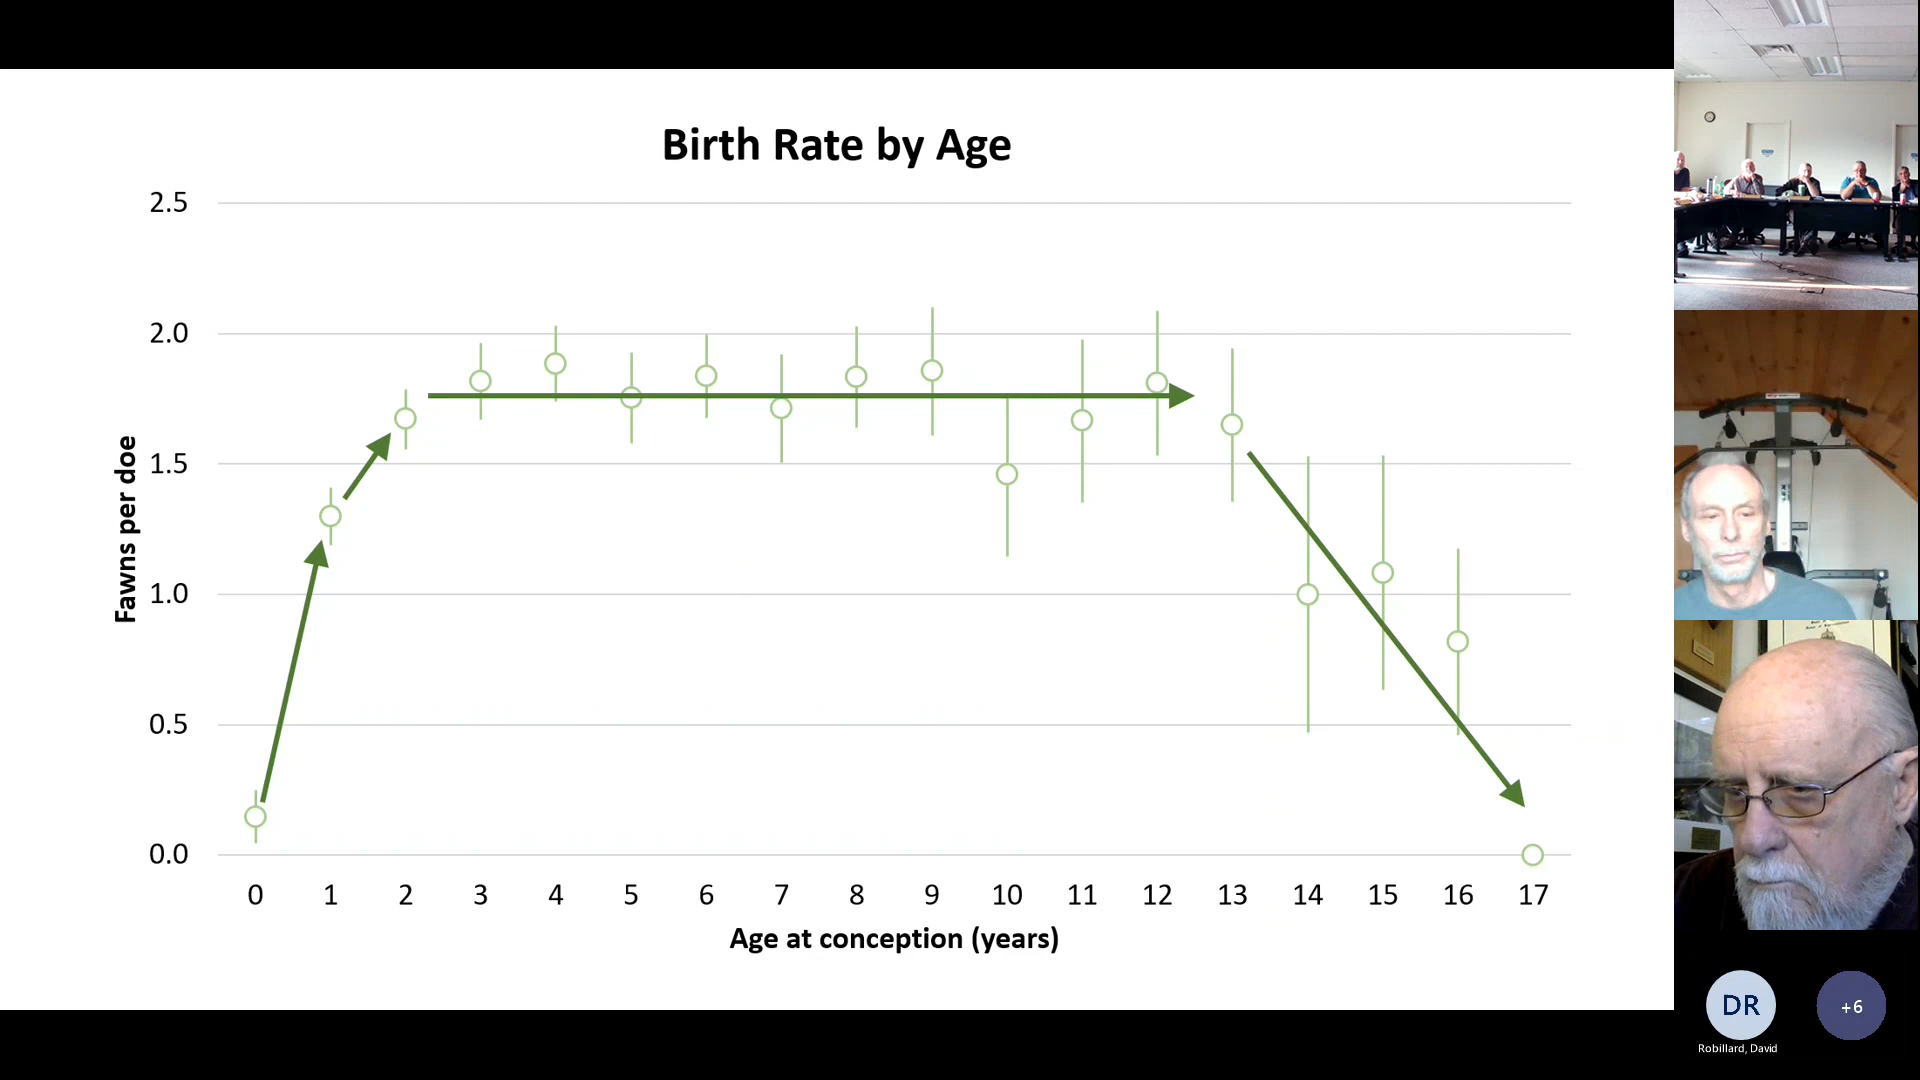 Birth Rate by Age
2.5
2.0
1.5
1.0
0.5
0.0
Fawns per doe
0 1 2 3 4 5 6 7 8 9 10 11 12 13 14 15 16 17
Age at conception (years)
DR
+6
Robillard, David